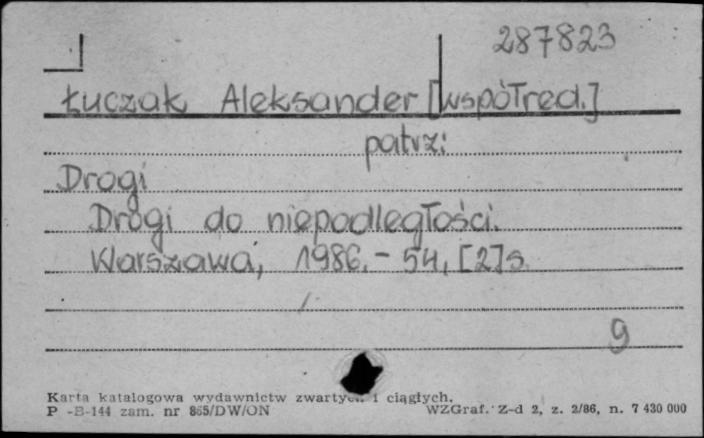 287823
Łuczak Aleksander [współred.]
patrz:
Drogi
Drogi do niepodległości.
Warszawa, 1986. - 54, [2] s.
9
Karta katalogowa wydawnictw zwartych i ciągłych.
P -B-144 zam. nr 865/DW/ON WZGraf. Z-d 2, z. 2/86, n. 7 430 000